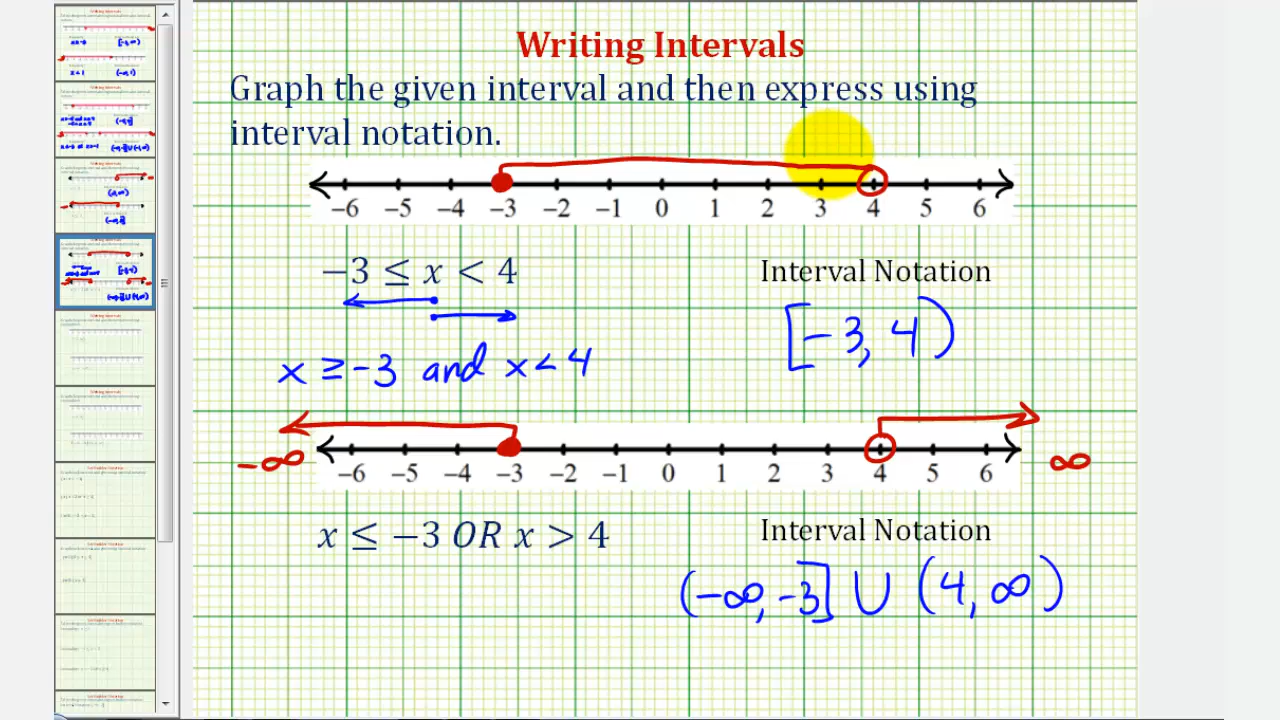 Writing Intervals
Graph the given interval and then express using
interval notation.
−6 −5 −4 −3 −2 −1 0 1 2 3 4 5 6
−3 ≤ x < 4
Interval Notation
[−3, 4)
x ≥ −3 and x < 4
−∞ ∞
−6 −5 −4 −3 −2 −1 0 1 2 3 4 5 6
x ≤ −3 OR x > 4
Interval Notation
(−∞, −3] ∪ (4, ∞)